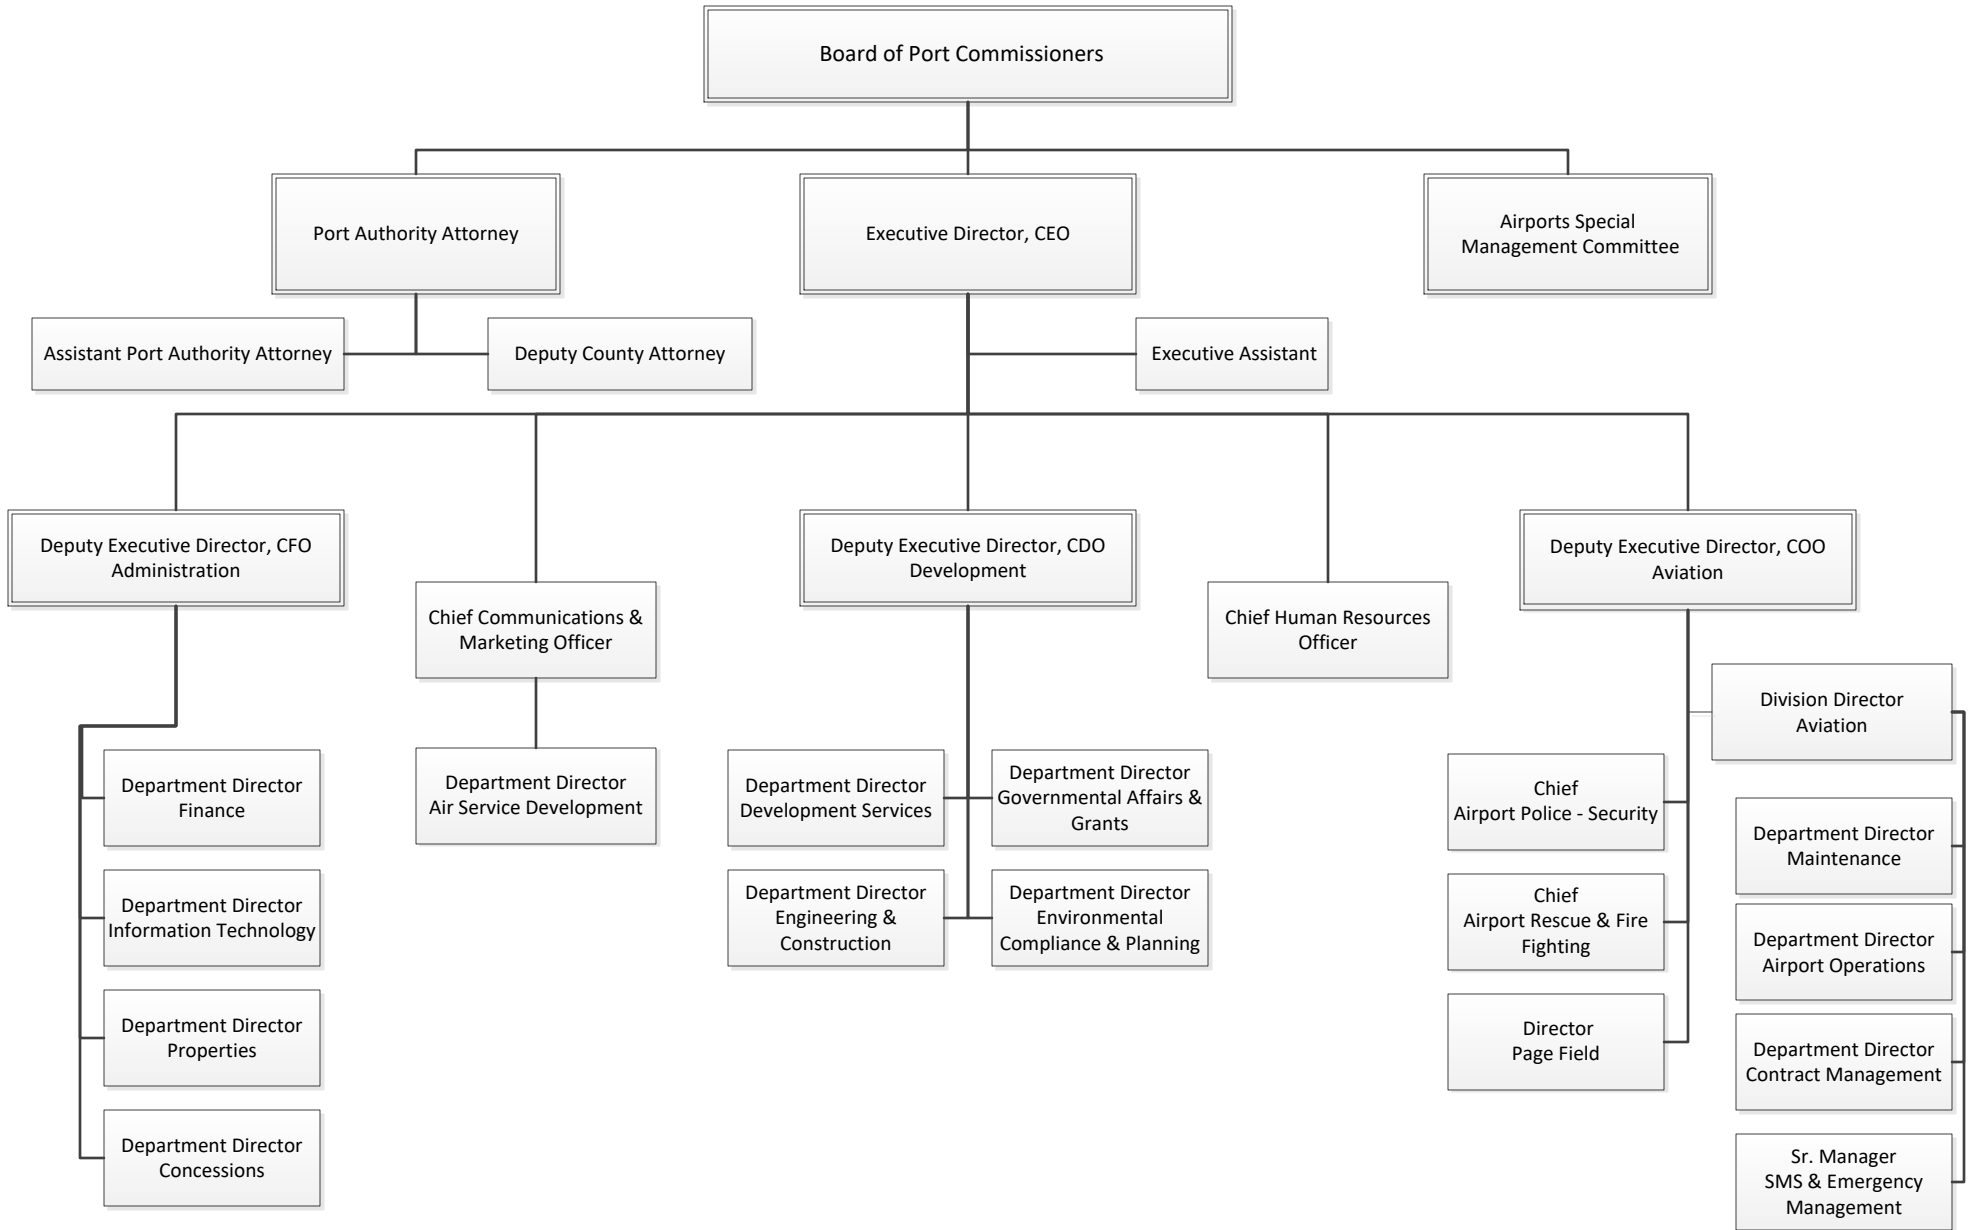 Board of Port Commissioners
Port Authority Attorney
Executive Director, CEO
Airports Special
Management Committee
Assistant Port Authority Attorney
Deputy County Attorney
Executive Assistant
Deputy Executive Director, CFO
Administration
Chief Communications &
Marketing Officer
Deputy Executive Director, CDO
Development
Chief Human Resources
Officer
Deputy Executive Director, COO
Aviation
Division Director
Aviation
Department Director
Finance
Department Director
Information Technology
Department Director
Properties
Department Director
Concessions
Department Director
Air Service Development
Department Director
Development Services
Department Director
Governmental Affairs &
Grants
Department Director
Engineering &
Construction
Department Director
Environmental
Compliance & Planning
Chief
Airport Police - Security
Chief
Airport Rescue & Fire
Fighting
Director
Page Field
Department Director
Maintenance
Department Director
Airport Operations
Department Director
Contract Management
Sr. Manager
SMS & Emergency
Management